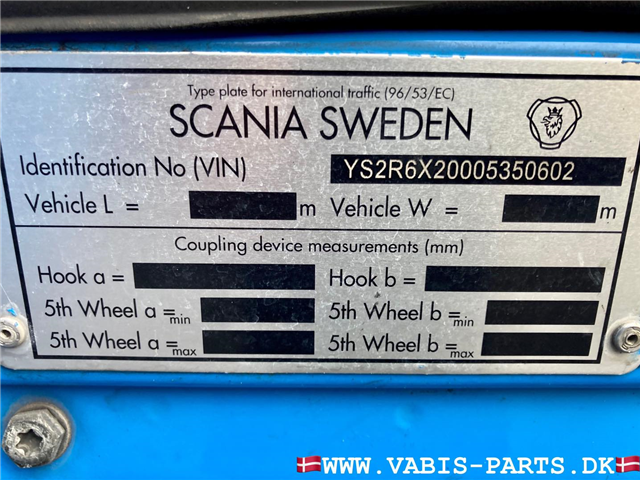 Type plate for international traffic (96/53/EC)
SCANIA SWEDEN
Identification No (VIN) YS2R6X20005350602
Vehicle L = m Vehicle W = m
Coupling device measurements (mm)
Hook a = Hook b =
5th Wheel a =min 5th Wheel b =min
5th Wheel a =max 5th Wheel b =max
WWW.VABIS-PARTS.DK